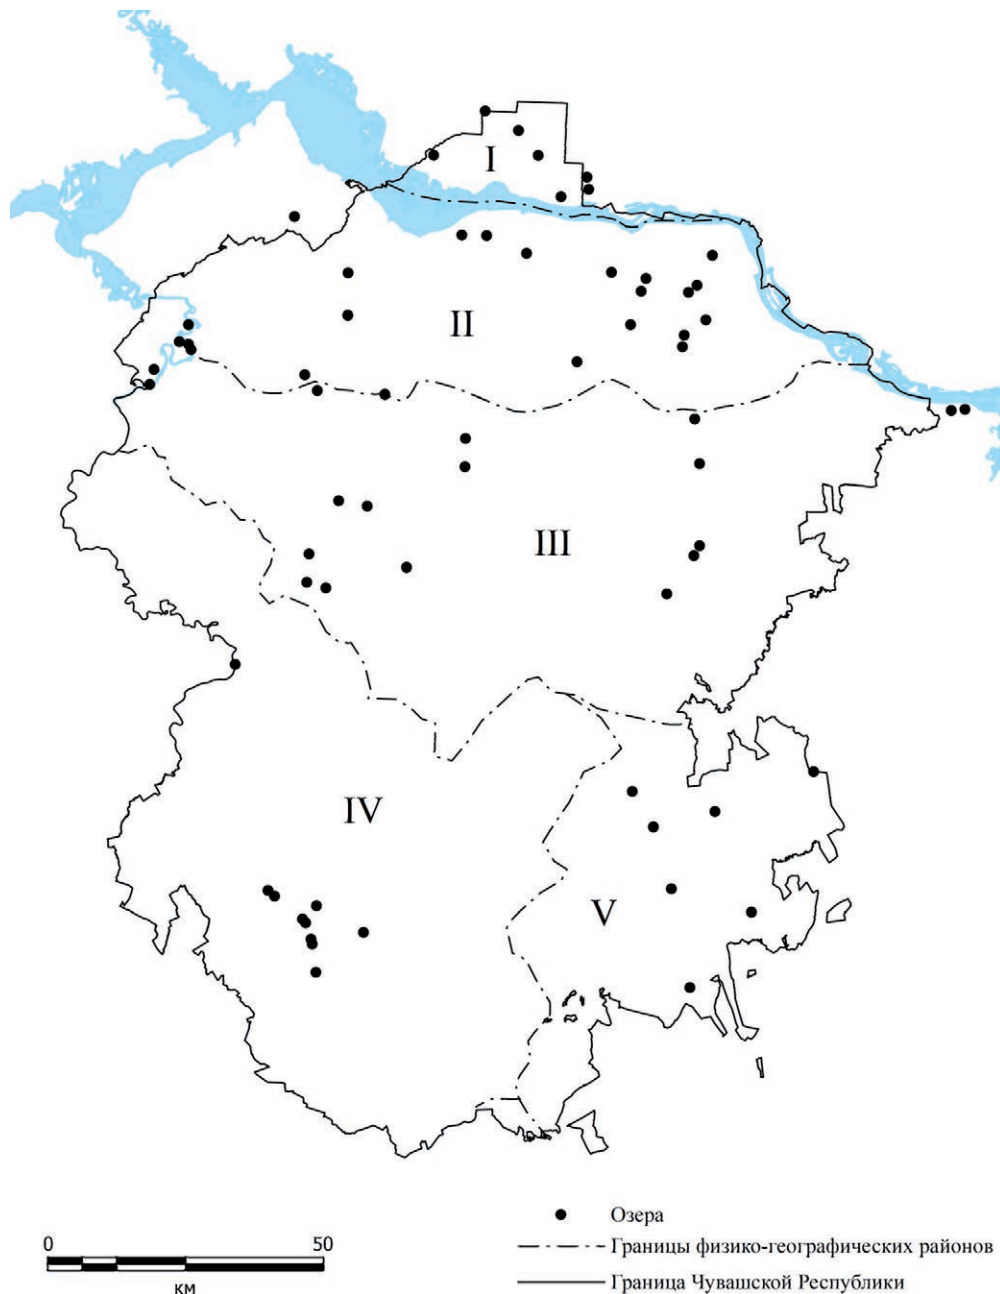 I
II
III
IV
V
Озера
Границы физико-географических районов
Граница Чувашской Республики
0 50
км